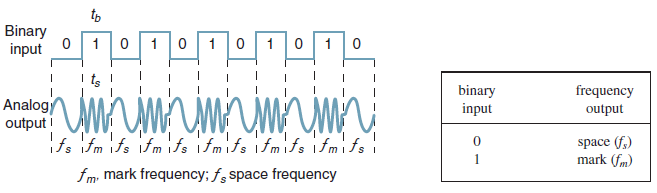 t_b
Binary input
0 1 0 1 0 1 0 1 0 1 0
t_s
Analog output
f_s f_m f_s f_m f_s f_m f_s f_m f_s f_m f_s
f_m, mark frequency; f_s space frequency
binary input frequency output
0 space (f_s)
1 mark (f_m)